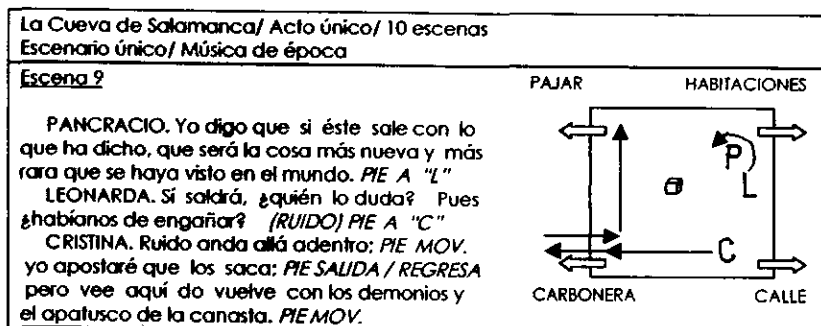 La Cueva de Salamanca/ Acto único/ 10 escenas
Escenario único/ Música de época
Escena 9
PANCRACIO. Yo digo que si éste sale con lo
que ha dicho, que será la cosa más nueva y más
rara que se haya visto en el mundo. PIE A "L"
LEONARDA. Sí saldrá, ¿quién lo duda? Pues
¿habíanos de engañar? (RUIDO) PIE A "C"
CRISTINA. Ruido anda allá adentro; PIE MOV.
yo apostaré que los saca: PIE SALIDA / REGRESA
pero vee aquí do vuelve con los demonios y
el apatusco de la canasta. PIE MOV.
PAJAR HABITACIONES
P
L
C
CARBONERA CALLE